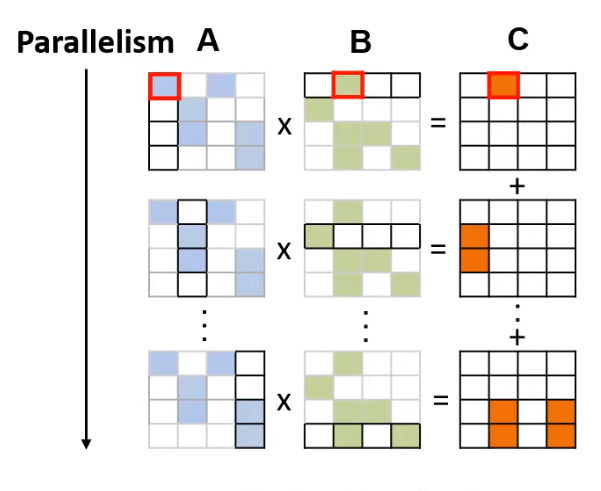 Parallelism A B C
x =
+
x =
⋮ ⋮ ⋮
+
x =